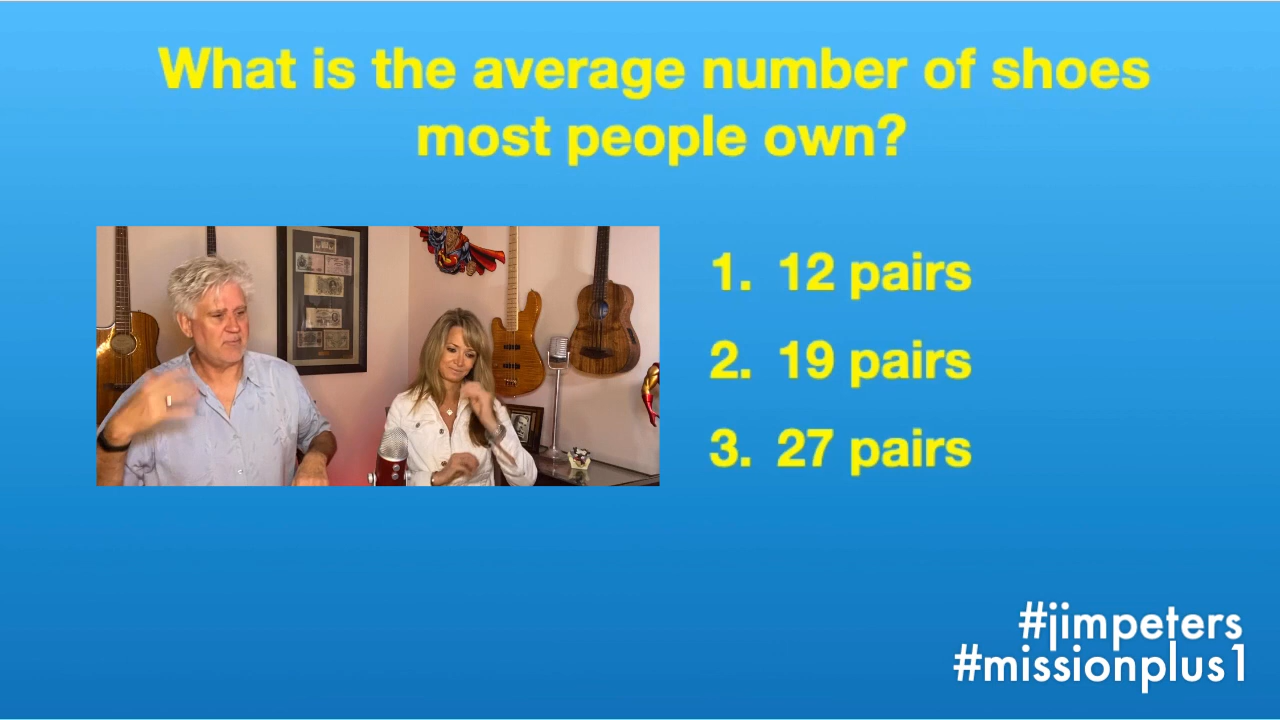 What is the average number of shoes
most people own?
1. 12 pairs
2. 19 pairs
3. 27 pairs
#jimpeters
#missionplus1